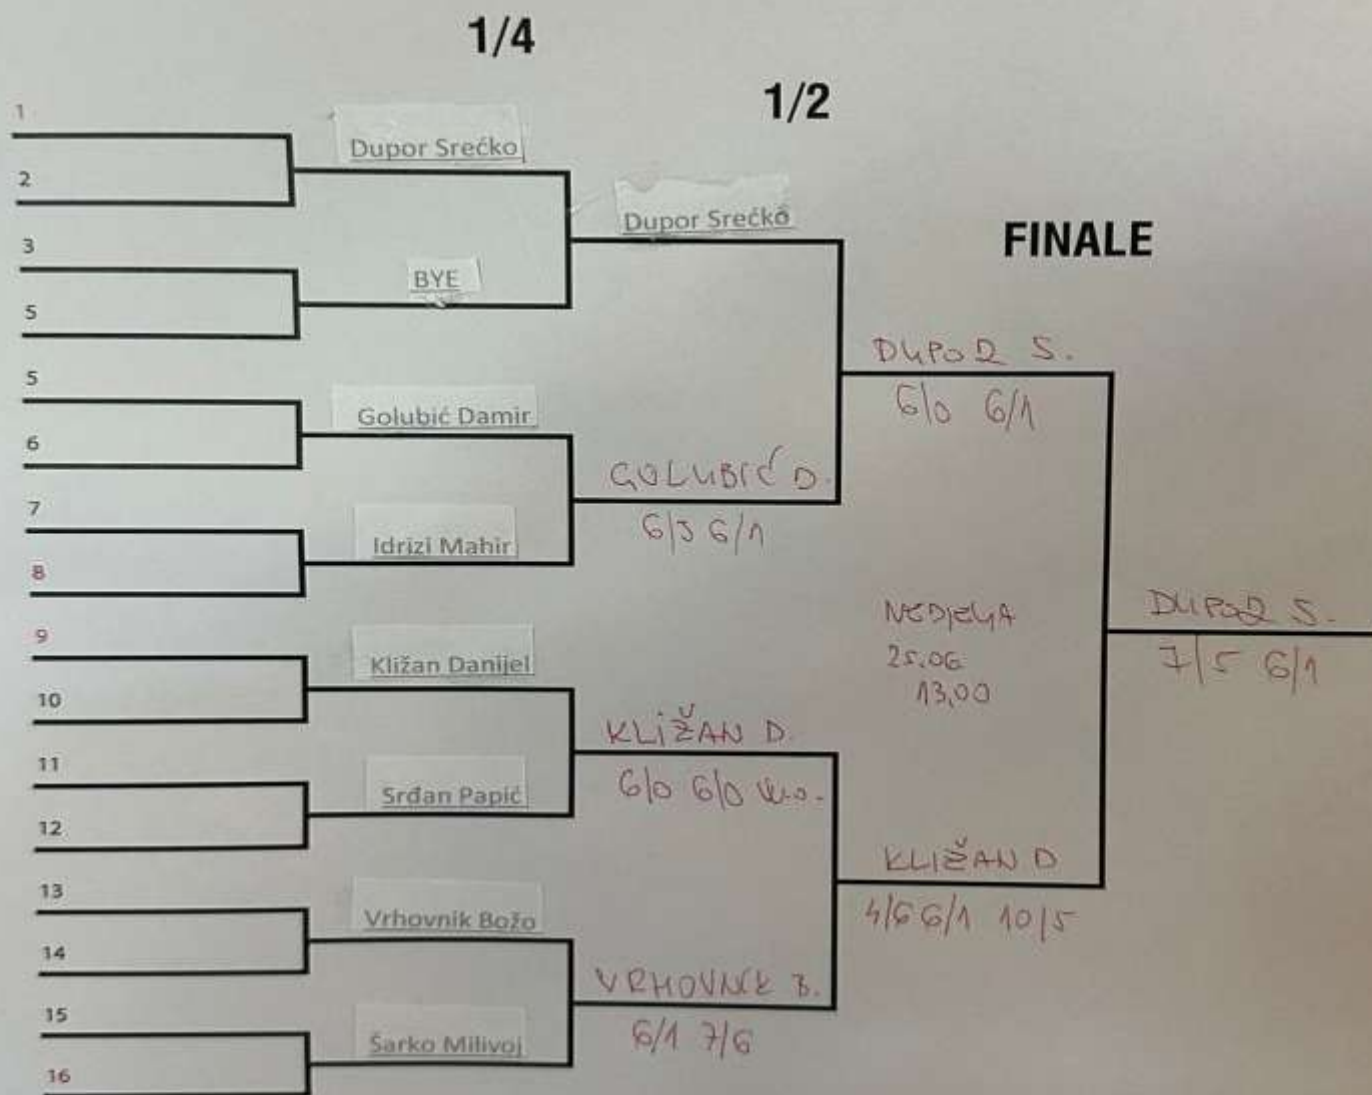 1/4
1/2
FINALE
1
2
3
5
5
6
7
8
9
10
11
12
13
14
15
16
Dupor Srećko
BYE
Golubić Damir
Idrizi Mahir
Kližan Danijel
Srđan Papić
Vrhovnik Božo
Šarko Milivoj
Dupor Srećko
GOLUBIĆ D.
6/3 6/1
KLIŽAN D.
6/0 6/0 w.o.
VRHOVNIK B.
6/1 7/6
DUPOR S.
6/0 6/1
NEDJELJA
25.06
13,00
KLIŽAN D
4/6 6/1 10/5
DUPOR S.
7/5 6/1